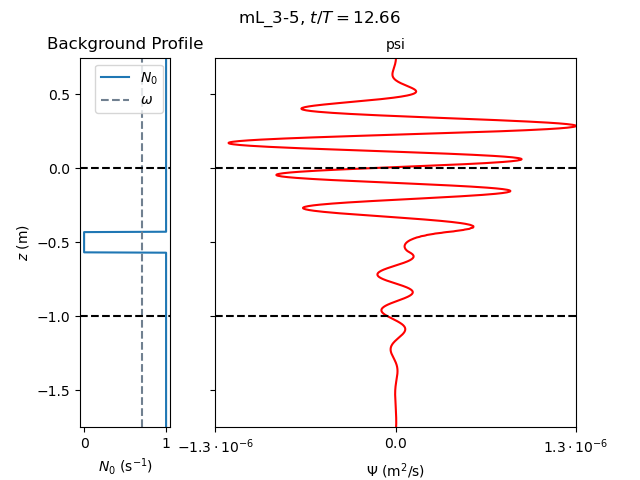 mL_3-5, t/T = 12.66
Background Profile
psi
N₀
ω
0.5
0.0
−0.5
−1.0
−1.5
z (m)
0
1
N₀ (s⁻¹)
−1.3 · 10⁻⁶
0.0
1.3 · 10⁻⁶
Ψ (m²/s)